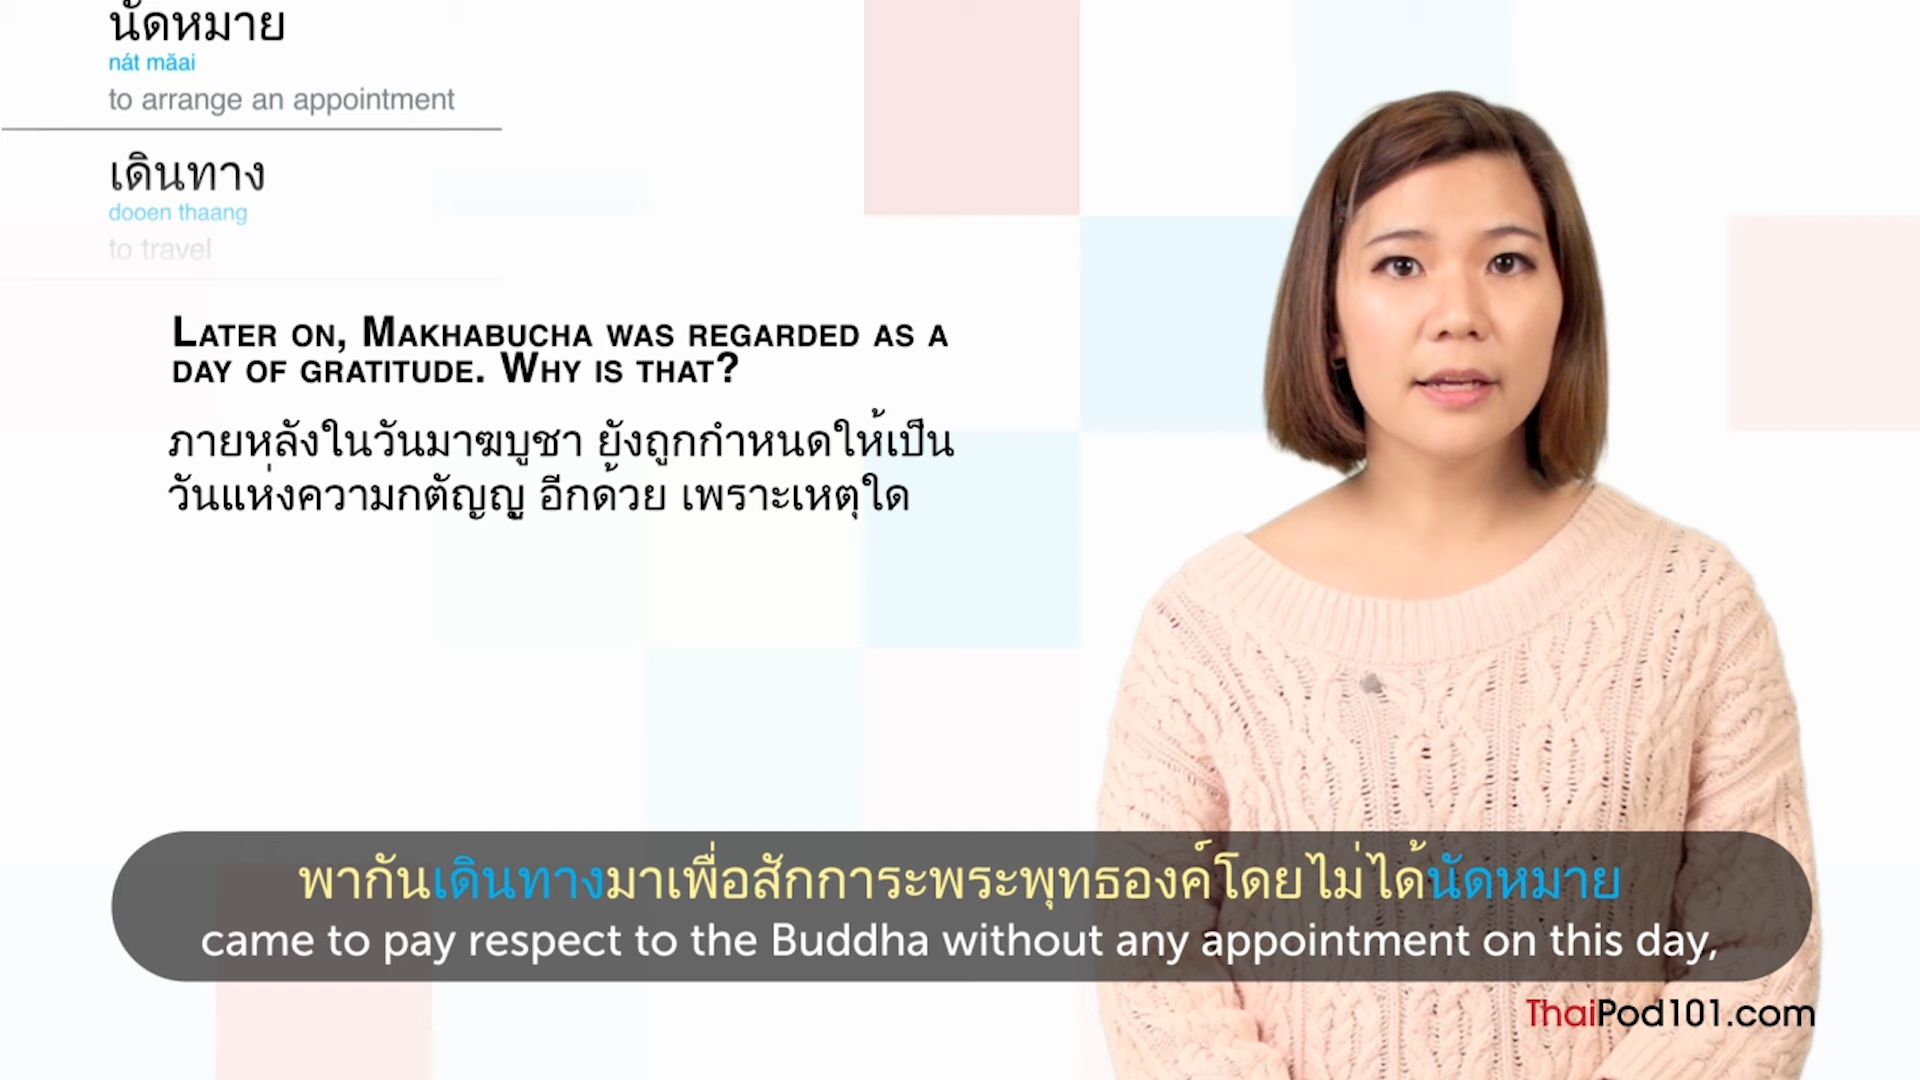 นัดหมาย
nát măai
to arrange an appointment
เดินทาง
dooen thaang
to travel
Later on, Makhabucha was regarded as a
day of gratitude. Why is that?
ภายหลังในวันมาฆบูชา ยังถูกกำหนดให้เป็น
วันแห่งความกตัญญู อีกด้วย เพราะเหตุใด
พากันเดินทางมาเพื่อสักการะพระพุทธองค์โดยไม่ได้นัดหมาย
came to pay respect to the Buddha without any appointment on this day,
ThaiPod101.com